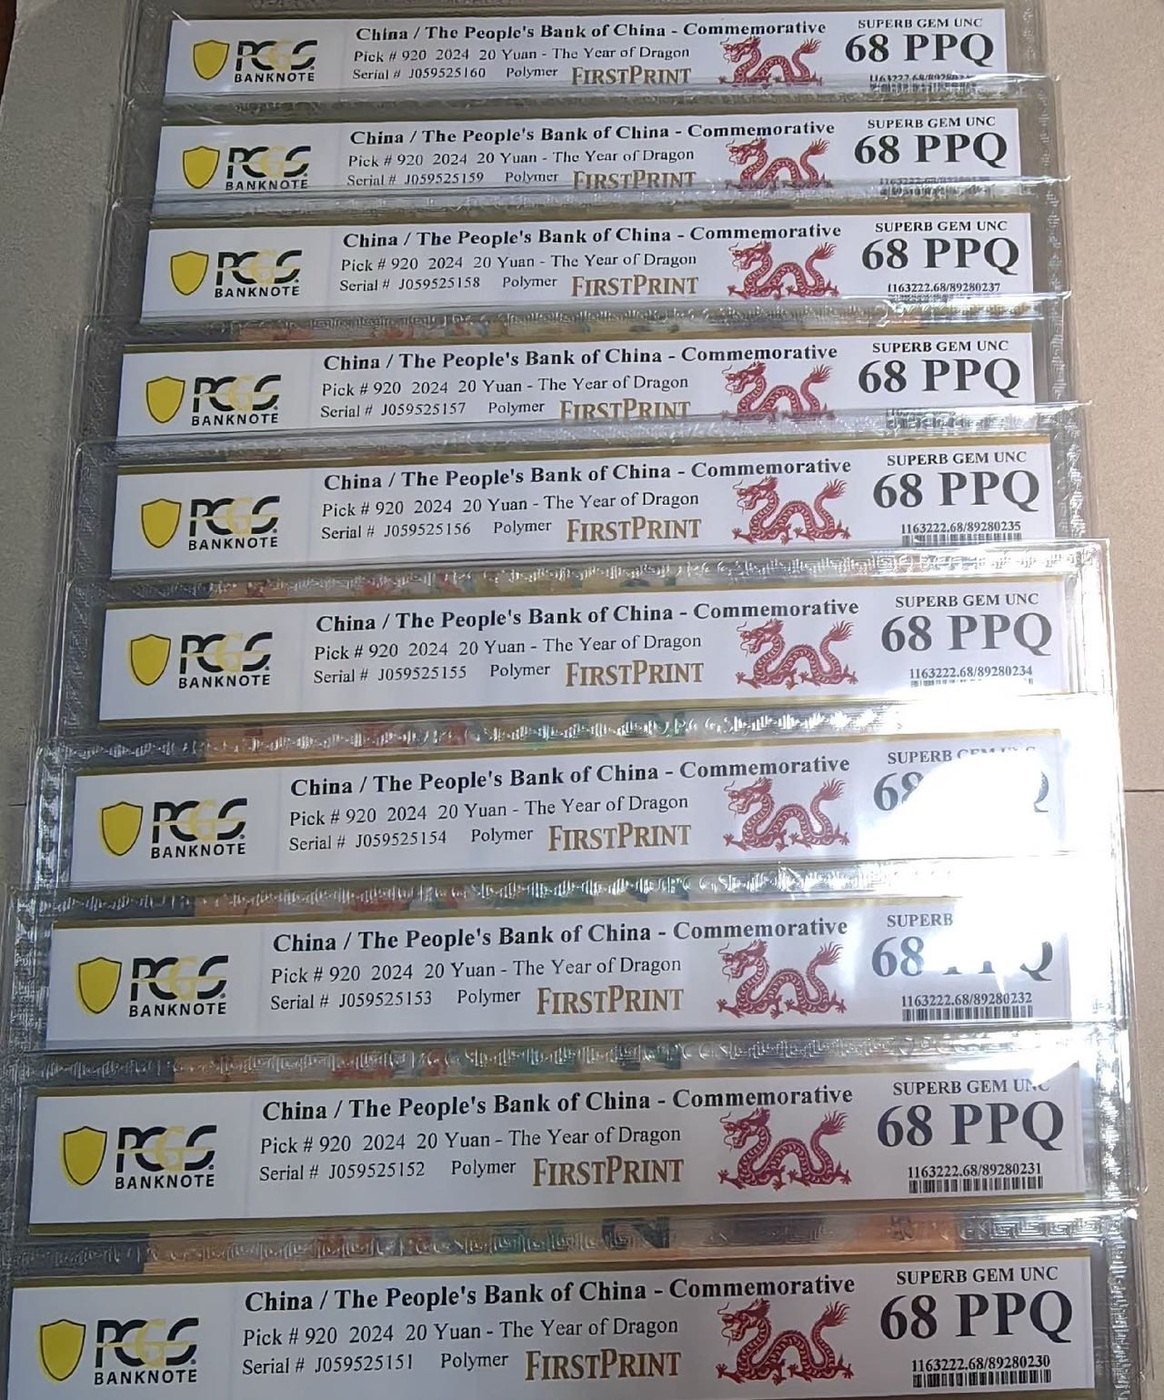 PCGS BANKNOTE
China / The People's Bank of China - Commemorative
Pick # 920 2024 20 Yuan - The Year of Dragon
Serial # J059525160 Polymer FIRSTPRINT
SUPERB GEM UNC
68 PPQ
PCGS BANKNOTE
China / The People's Bank of China - Commemorative
Pick # 920 2024 20 Yuan - The Year of Dragon
Serial # J059525159 Polymer FIRSTPRINT
SUPERB GEM UNC
68 PPQ
PCGS BANKNOTE
China / The People's Bank of China - Commemorative
Pick # 920 2024 20 Yuan - The Year of Dragon
Serial # J059525158 Polymer FIRSTPRINT
SUPERB GEM UNC
68 PPQ
1163222.68/89280237
PCGS BANKNOTE
China / The People's Bank of China - Commemorative
Pick # 920 2024 20 Yuan - The Year of Dragon
Serial # J059525157 Polymer FIRSTPRINT
SUPERB GEM UNC
68 PPQ
PCGS BANKNOTE
China / The People's Bank of China - Commemorative
Pick # 920 2024 20 Yuan - The Year of Dragon
Serial # J059525156 Polymer FIRSTPRINT
SUPERB GEM UNC
68 PPQ
1163222.68/89280235
PCGS BANKNOTE
China / The People's Bank of China - Commemorative
Pick # 920 2024 20 Yuan - The Year of Dragon
Serial # J059525155 Polymer FIRSTPRINT
SUPERB GEM UNC
68 PPQ
1163222.68/89280234
PCGS BANKNOTE
China / The People's Bank of China - Commemorative
Pick # 920 2024 20 Yuan - The Year of Dragon
Serial # J059525154 Polymer FIRSTPRINT
SUPERB
68
PCGS BANKNOTE
China / The People's Bank of China - Commemorative
Pick # 920 2024 20 Yuan - The Year of Dragon
Serial # J059525153 Polymer FIRSTPRINT
SUPERB
68
1163222.68/89280232
PCGS BANKNOTE
China / The People's Bank of China - Commemorative
Pick # 920 2024 20 Yuan - The Year of Dragon
Serial # J059525152 Polymer FIRSTPRINT
SUPERB GEM UNC
68 PPQ
1163222.68/89280231
PCGS BANKNOTE
China / The People's Bank of China - Commemorative
Pick # 920 2024 20 Yuan - The Year of Dragon
Serial # J059525151 Polymer FIRSTPRINT
SUPERB GEM UNC
68 PPQ
1163222.68/89280230